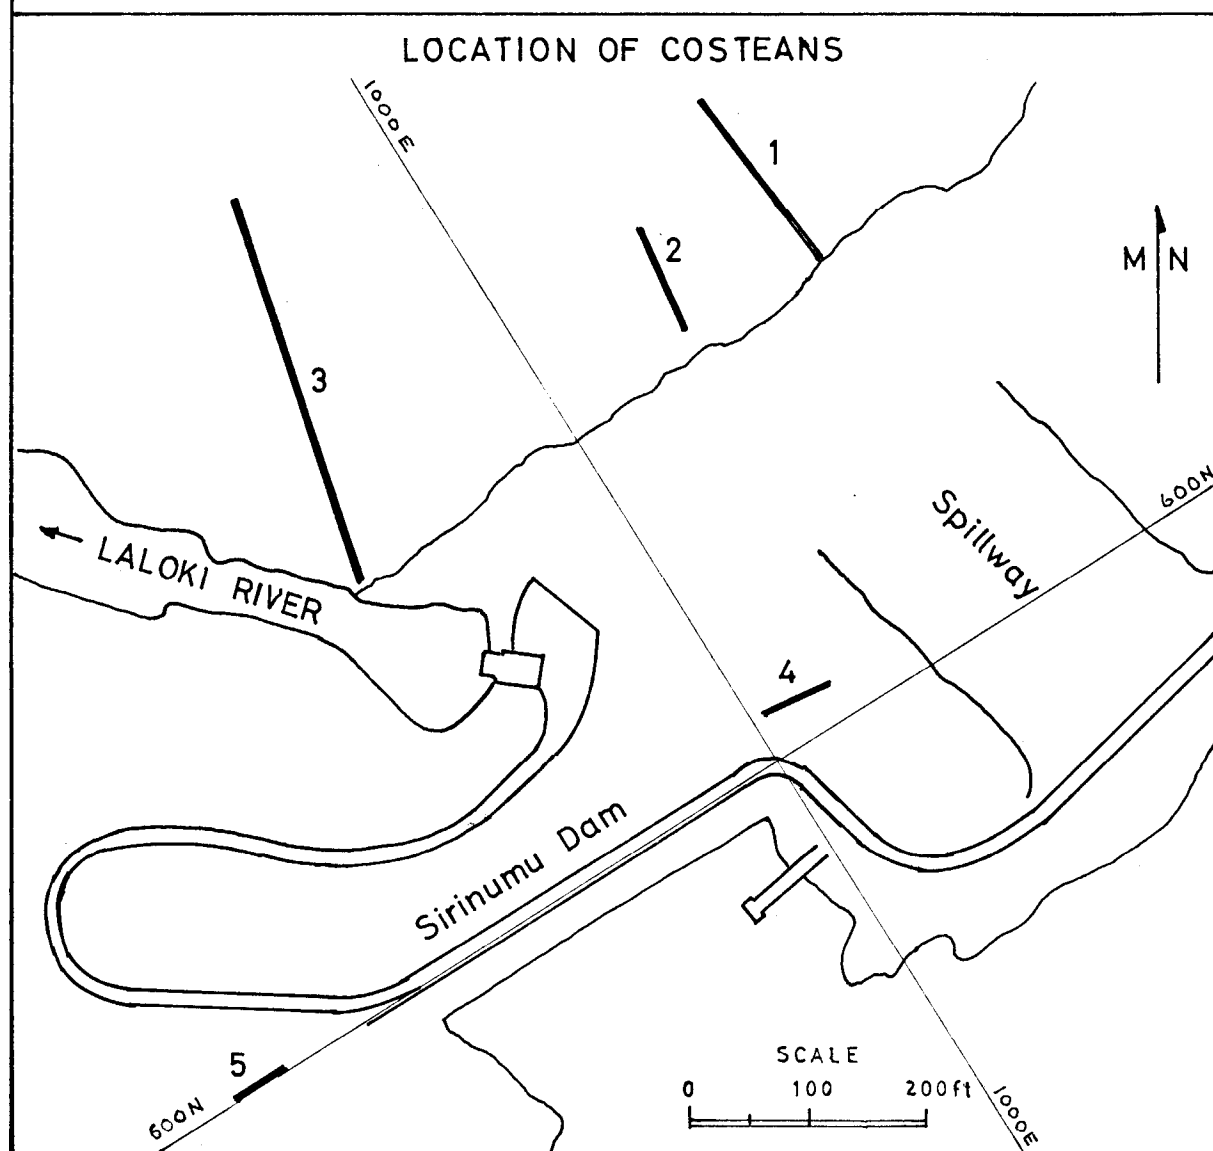 LOCATION OF COSTEANS
1000E
1
2
3
M N
600N
Spillway
LALOKI RIVER
4
Sirinumu Dam
5
600N
SCALE
0 100 200ft
1000E